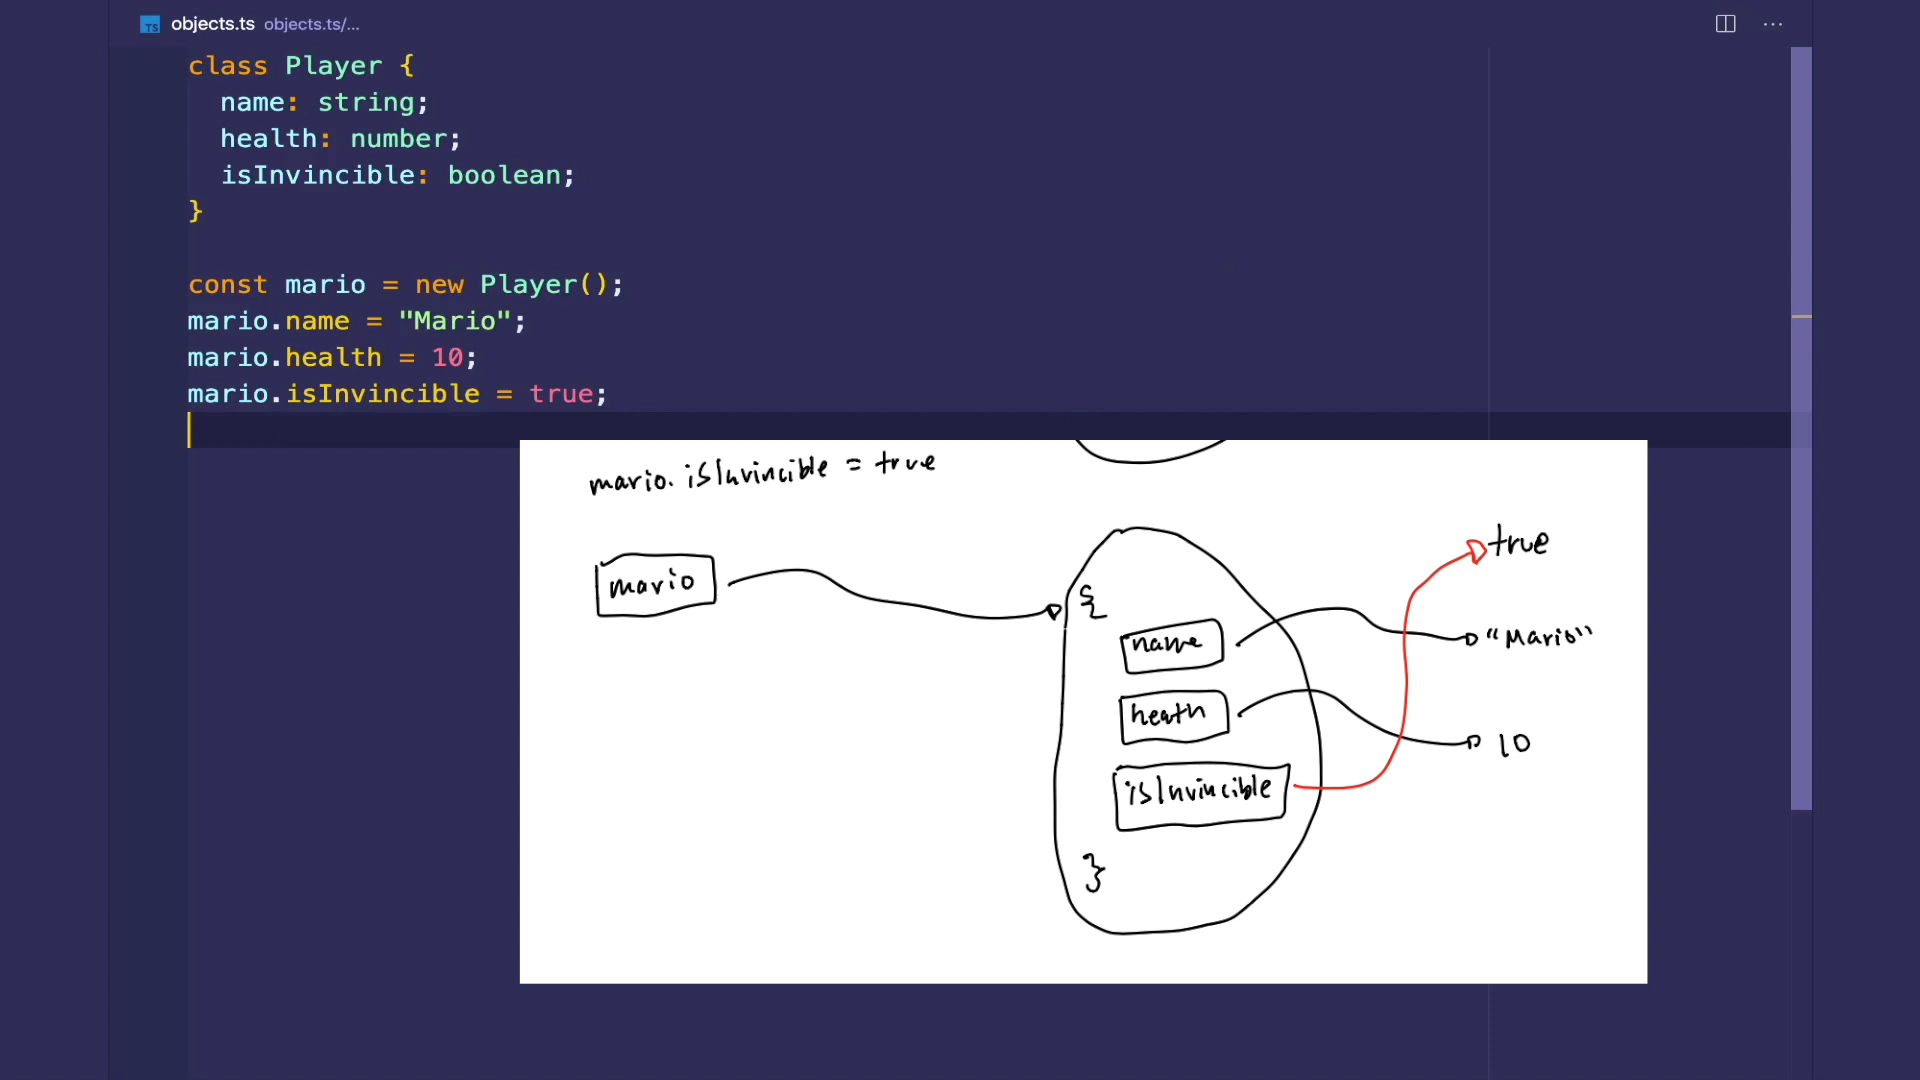 objects.ts objects.ts/...
class Player {
name: string;
health: number;
isInvincible: boolean;
}
const mario = new Player();
mario.name = "Mario";
mario.health = 10;
mario.isInvincible = true;
mario.isInvincible = true
true
mario
{
name
"Mario"
heath
10
isInvincible
}